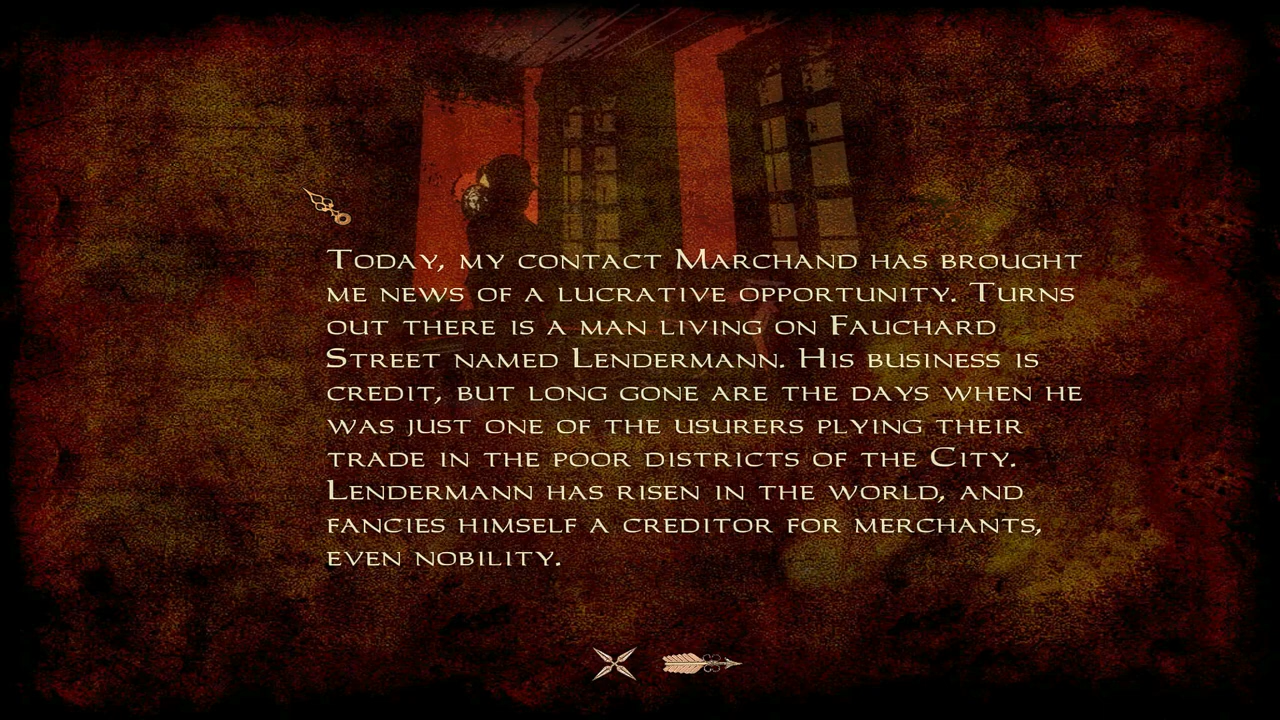 Today, my contact Marchand has brought
me news of a lucrative opportunity. Turns
out there is a man living on Fauchard
Street named Lendermann. His business is
credit, but long gone are the days when he
was just one of the usurers plying their
trade in the poor districts of the City.
Lendermann has risen in the world, and
fancies himself a creditor for merchants,
even nobility.